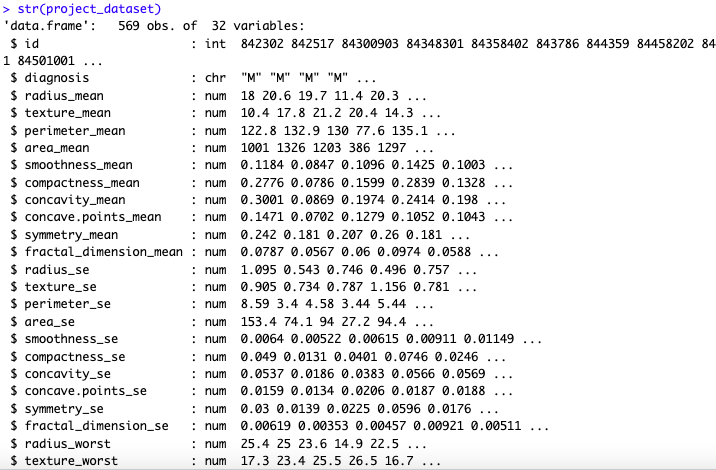 > str(project_dataset)
'data.frame':   569 obs. of  32 variables:
 $ id                     : int  842302 842517 84300903 84348301 84358402 843786 844359 84458202 84
1 84501001 ...
 $ diagnosis              : chr  "M" "M" "M" "M" ...
 $ radius_mean            : num  18 20.6 19.7 11.4 20.3 ...
 $ texture_mean           : num  10.4 17.8 21.2 20.4 14.3 ...
 $ perimeter_mean         : num  122.8 132.9 130 77.6 135.1 ...
 $ area_mean              : num  1001 1326 1203 386 1297 ...
 $ smoothness_mean        : num  0.1184 0.0847 0.1096 0.1425 0.1003 ...
 $ compactness_mean       : num  0.2776 0.0786 0.1599 0.2839 0.1328 ...
 $ concavity_mean         : num  0.3001 0.0869 0.1974 0.2414 0.198 ...
 $ concave.points_mean    : num  0.1471 0.0702 0.1279 0.1052 0.1043 ...
 $ symmetry_mean          : num  0.242 0.181 0.207 0.26 0.181 ...
 $ fractal_dimension_mean : num  0.0787 0.0567 0.06 0.0974 0.0588 ...
 $ radius_se              : num  1.095 0.543 0.746 0.496 0.757 ...
 $ texture_se             : num  0.905 0.734 0.787 1.156 0.781 ...
 $ perimeter_se           : num  8.59 3.4 4.58 3.44 5.44 ...
 $ area_se                : num  153.4 74.1 94 27.2 94.4 ...
 $ smoothness_se          : num  0.0064 0.00522 0.00615 0.00911 0.01149 ...
 $ compactness_se         : num  0.049 0.0131 0.0401 0.0746 0.0246 ...
 $ concavity_se           : num  0.0537 0.0186 0.0383 0.0566 0.0569 ...
 $ concave.points_se      : num  0.0159 0.0134 0.0206 0.0187 0.0188 ...
 $ symmetry_se            : num  0.03 0.0139 0.0225 0.0596 0.0176 ...
 $ fractal_dimension_se   : num  0.00619 0.00353 0.00457 0.00921 0.00511 ...
 $ radius_worst           : num  25.4 25 23.6 14.9 22.5 ...
 $ texture_worst          : num  17.3 23.4 25.5 26.5 16.7 ...